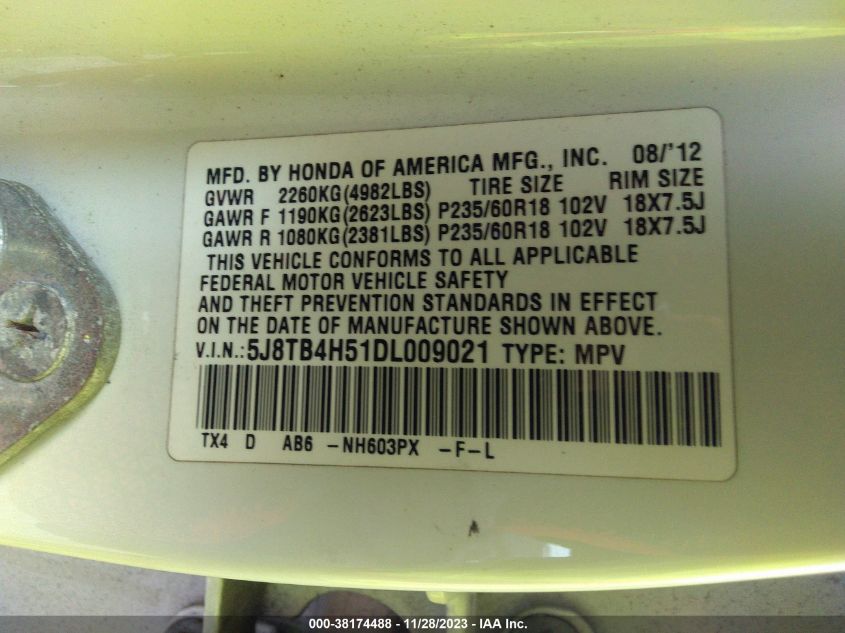 MFD. BY HONDA OF AMERICA MFG., INC. 08/'12
GVWR 2260KG(4982LBS) TIRE SIZE RIM SIZE
GAWR F 1190KG(2623LBS) P235/60R18 102V 18X7.5J
GAWR R 1080KG(2381LBS) P235/60R18 102V 18X7.5J
THIS VEHICLE CONFORMS TO ALL APPLICABLE
FEDERAL MOTOR VEHICLE SAFETY
AND THEFT PREVENTION STANDARDS IN EFFECT
ON THE DATE OF MANUFACTURE SHOWN ABOVE.
V.I.N.:5J8TB4H51DL009021 TYPE: MPV
TX4 D AB6 -NH603PX -F-L
000-38174488 - 11/28/2023 - IAA Inc.